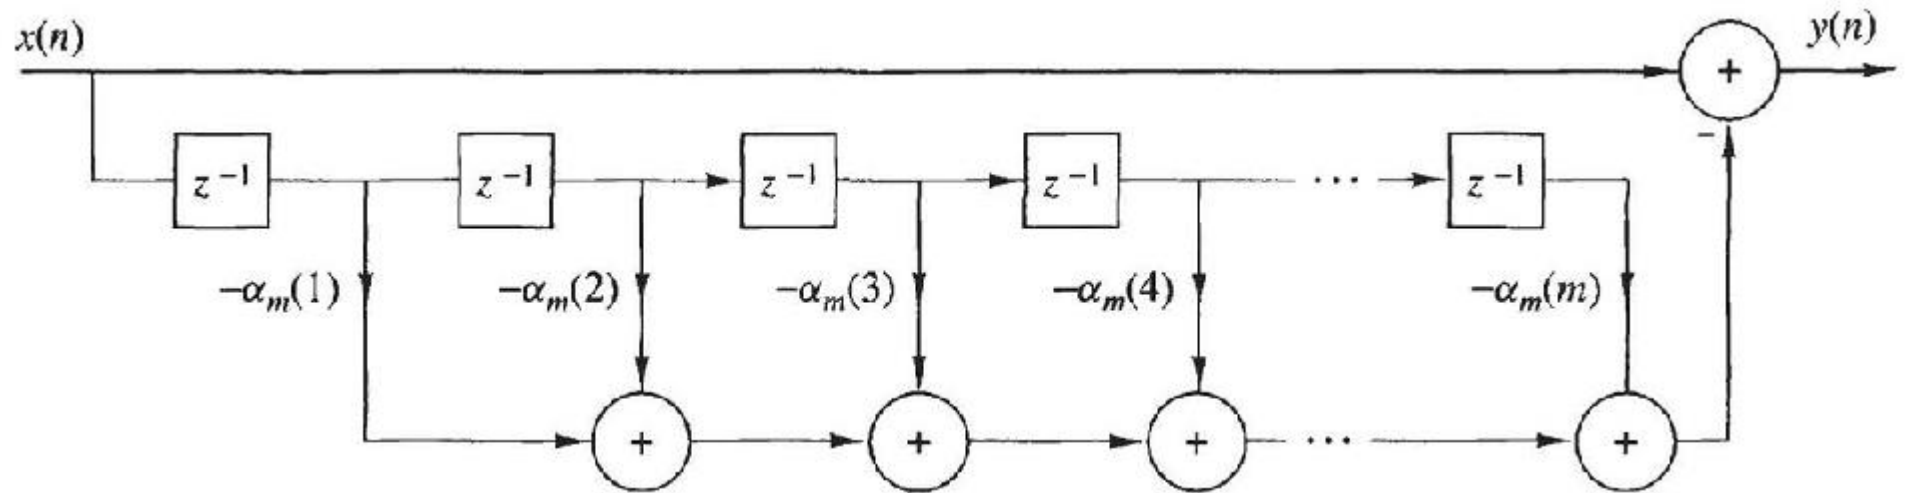 x(n)
y(n)
+
−
z⁻¹ z⁻¹ z⁻¹ z⁻¹ ··· z⁻¹
−αₘ(1) −αₘ(2) −αₘ(3) −αₘ(4) −αₘ(m)
+ + + ··· +